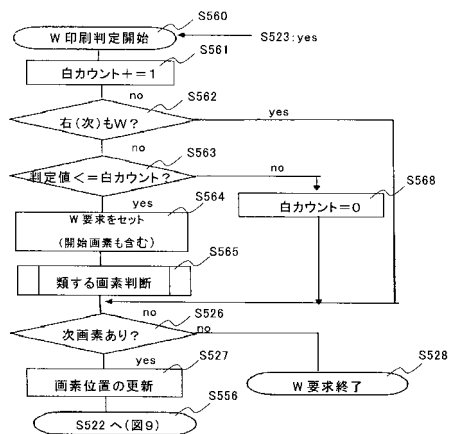 S560
W印刷判定開始
S523:yes
S561
白カウント+=1
no
S562
右(次)もW?
yes
no
S563
判定値<=白カウント?
no
yes
S564
S568
W要求をセット
(開始画素も含む)
白カウント=0
S565
類する画素判断
no
S526
次画素あり?
no
yes
S527
画素位置の更新
S528
W要求終了
S556
S522へ(図9)